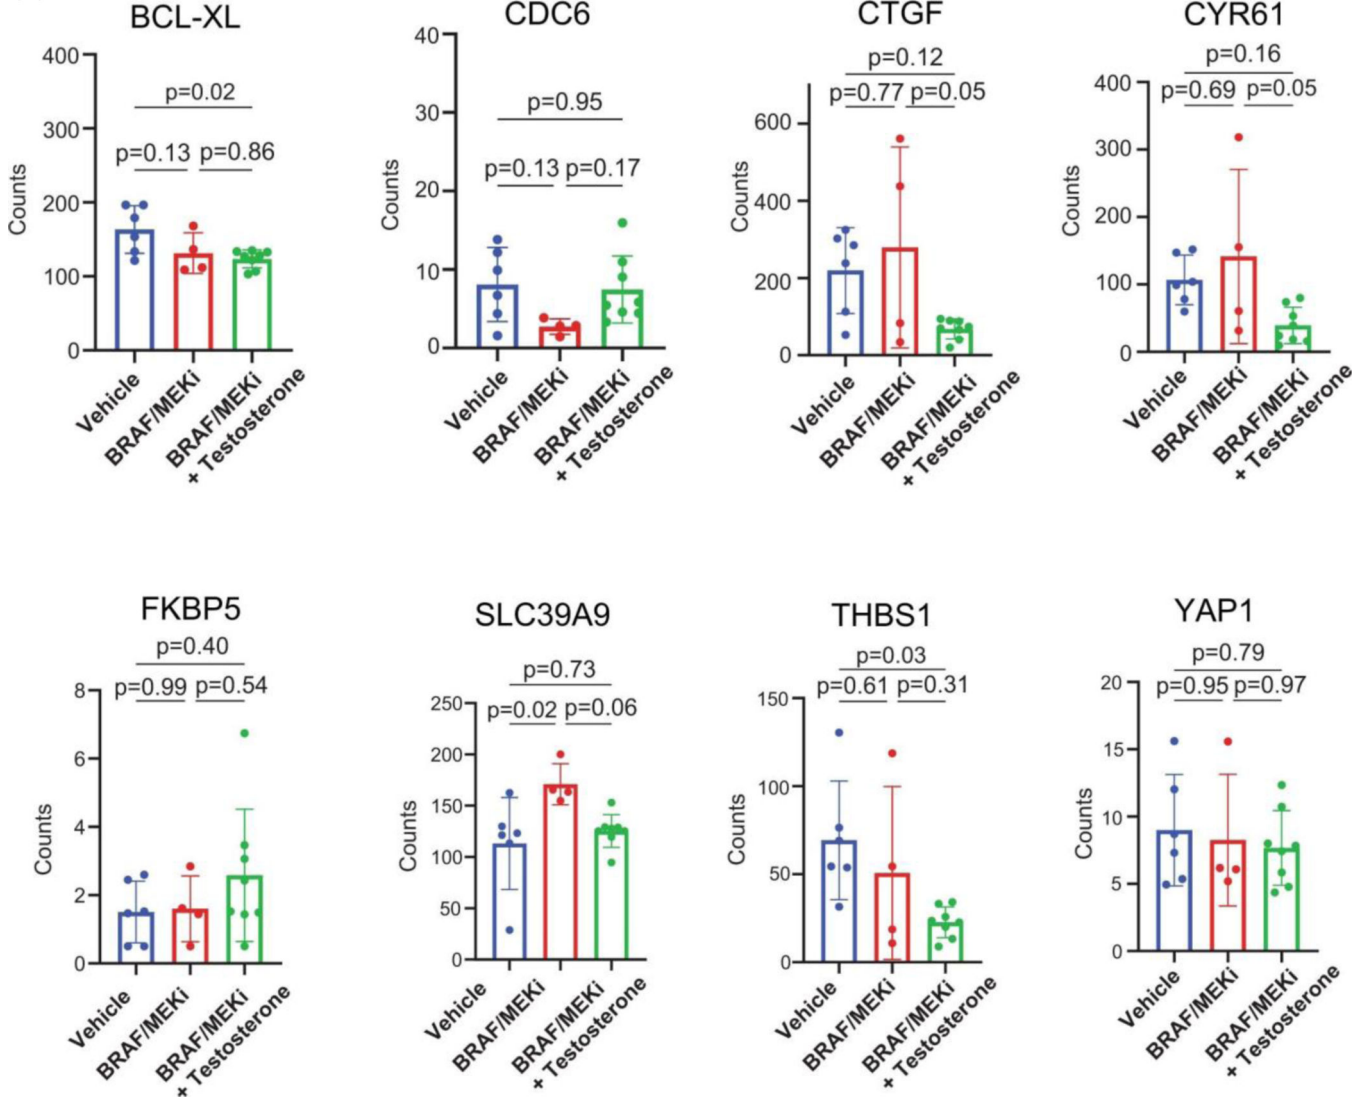 BCL-XL
400
300
200
100
0
Counts
p=0.02
p=0.13 p=0.86
Vehicle
BRAF/MEKi
BRAF/MEKi
+ Testosterone
CDC6
40
30
20
10
0
Counts
p=0.95
p=0.13 p=0.17
Vehicle
BRAF/MEKi
BRAF/MEKi
+ Testosterone
CTGF
600
400
200
0
Counts
p=0.12
p=0.77 p=0.05
Vehicle
BRAF/MEKi
BRAF/MEKi
+ Testosterone
CYR61
400
300
200
100
0
Counts
p=0.16
p=0.69 p=0.05
Vehicle
BRAF/MEKi
BRAF/MEKi
+ Testosterone
FKBP5
8
6
4
2
0
Counts
p=0.40
p=0.99 p=0.54
Vehicle
BRAF/MEKi
BRAF/MEKi
+ Testosterone
SLC39A9
250
200
150
100
50
0
Counts
p=0.73
p=0.02 p=0.06
Vehicle
BRAF/MEKi
BRAF/MEKi
+ Testosterone
THBS1
150
100
50
0
Counts
p=0.03
p=0.61 p=0.31
Vehicle
BRAF/MEKi
BRAF/MEKi
+ Testosterone
YAP1
20
15
10
5
0
Counts
p=0.79
p=0.95 p=0.97
Vehicle
BRAF/MEKi
BRAF/MEKi
+ Testosterone